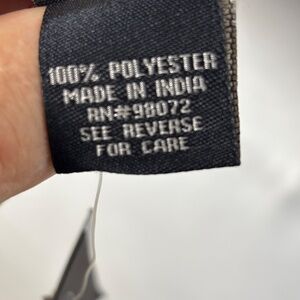 100% POLYESTER
MADE IN INDIA
RN#98072
SEE REVERSE
FOR CARE